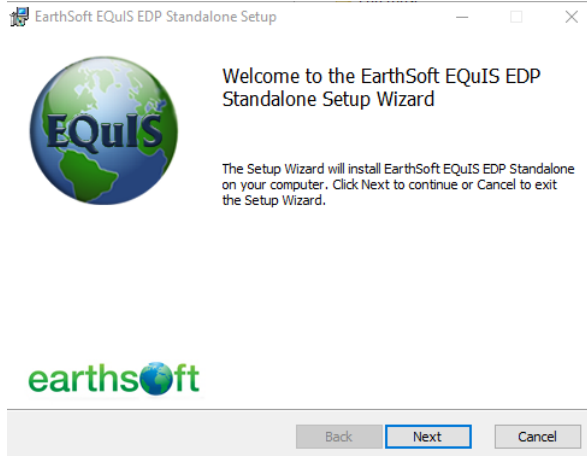 EarthSoft EQuIS EDP Standalone Setup
EQuIS
Welcome to the EarthSoft EQuIS EDP
Standalone Setup Wizard
The Setup Wizard will install EarthSoft EQuIS EDP Standalone
on your computer. Click Next to continue or Cancel to exit
the Setup Wizard.
earthsoft
Back Next Cancel